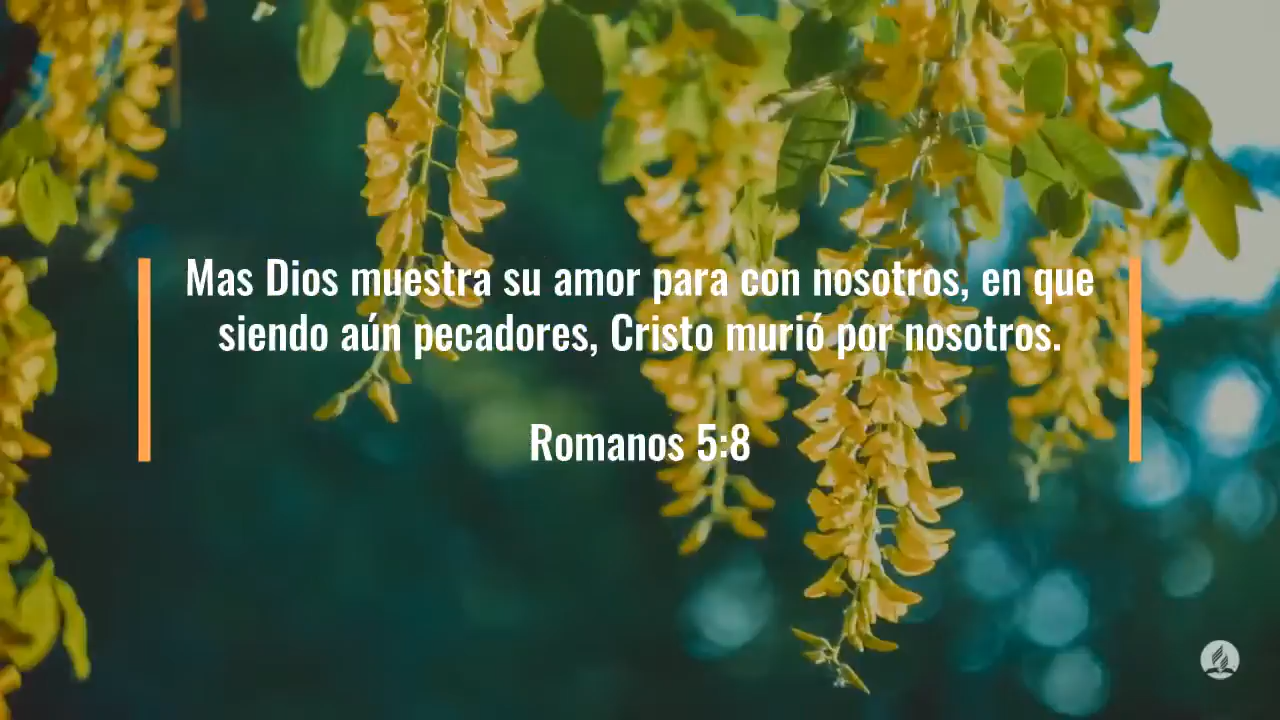 Mas Dios muestra su amor para con nosotros, en que
siendo aún pecadores, Cristo murió por nosotros.
Romanos 5:8